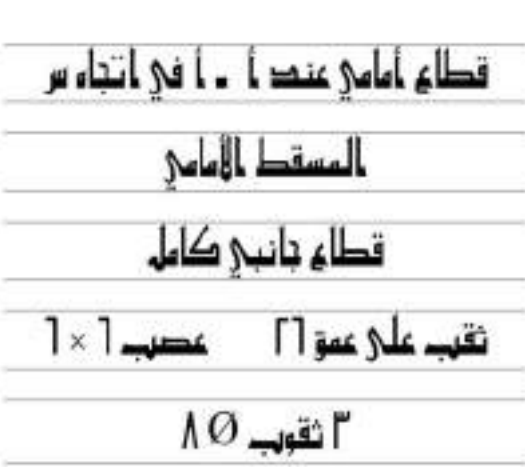 قطاع أمامي عند أ - أ في اتجاه س
المسقط الأمامي
قطاع جانبي كامل
ثقب على عمق ٢٦ عصب ٦ × ٦
٣ ثقوب Ø ٨